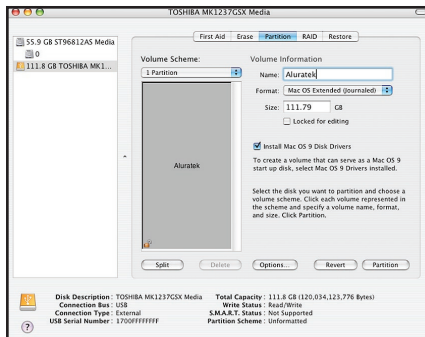 TOSHIBA MK1237GSX Media
55.9 GB ST96812AS Media
0
111.8 GB TOSHIBA MK1...
First Aid Erase Partition RAID Restore
Volume Scheme:
1 Partition
Aluratek
Volume Information
Name: Aluratek
Format: Mac OS Extended (Journaled)
Size: 111.79 GB
Locked for editing
Install Mac OS 9 Disk Drivers
To create a volume that can serve as a Mac OS 9
start up disk, select Mac OS 9 Drivers installed.
Select the disk you want to partition and choose a
volume scheme. Click each volume represented in
the scheme and specify a volume name, format,
and size. Click Partition.
Split Delete Options... Revert Partition
Disk Description : TOSHIBA MK1237GSX Media
Connection Bus : USB
Connection Type : External
USB Serial Number : 1700FFFFFFFF
Total Capacity : 111.8 GB (120,034,123,776 Bytes)
Write Status : Read/Write
S.M.A.R.T. Status : Not Supported
Partition Scheme : Unformatted
?